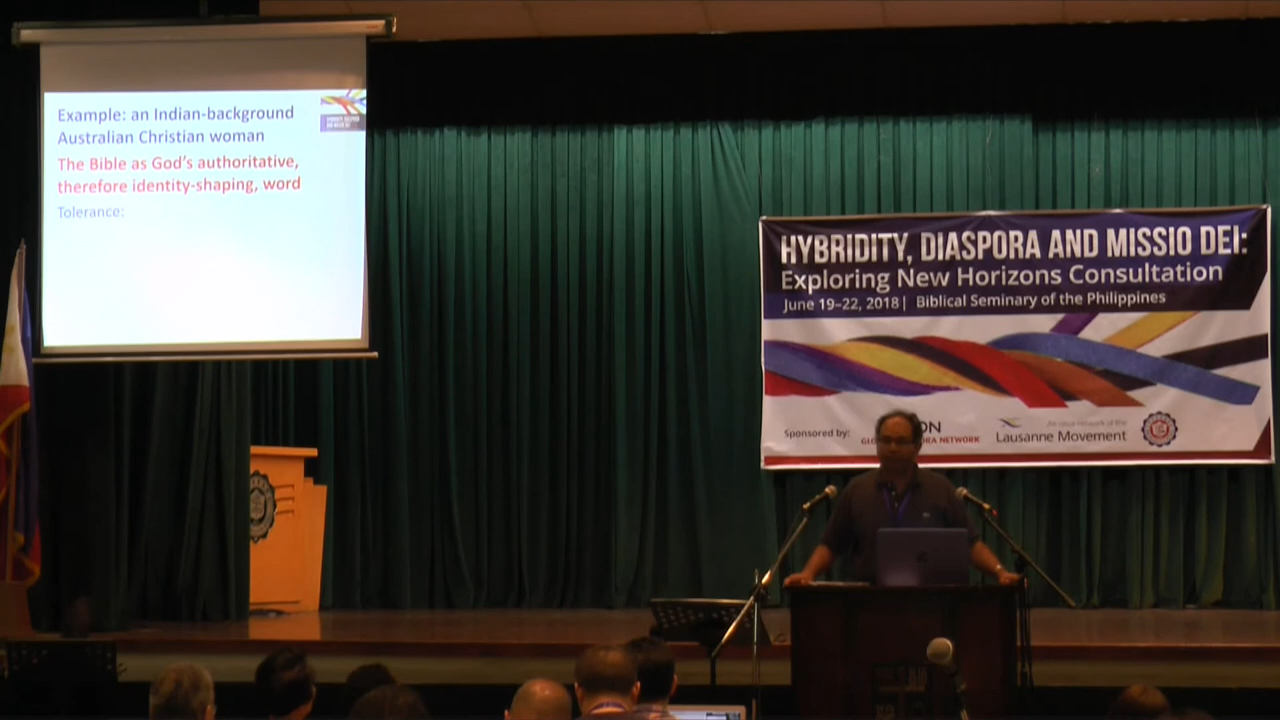 Example: an Indian-background
Australian Christian woman
The Bible as God's authoritative,
therefore identity-shaping, word
Tolerance:
HYBRIDITY, DIASPORA AND MISSIO DEI:
Exploring New Horizons Consultation
June 19–22, 2018 | Biblical Seminary of the Philippines
Sponsored by:
NETWORK
Lausanne Movement